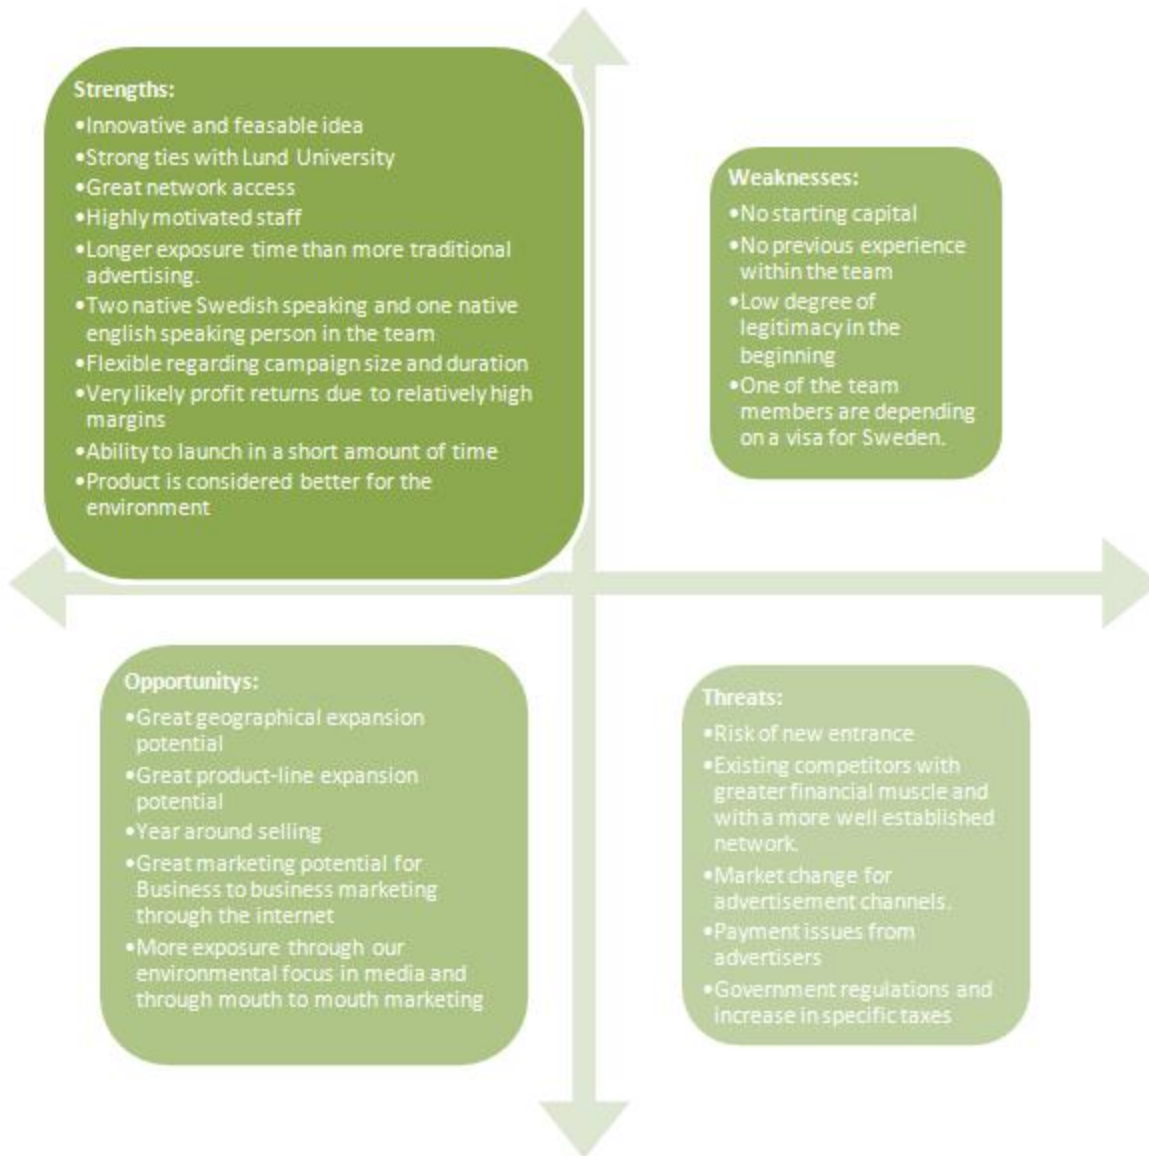 Strengths:
•Innovative and feasable idea
•Strong ties with Lund University
•Great network access
•Highly motivated staff
•Longer exposure time than more traditional
advertising.
•Two native Swedish speaking and one native
english speaking person in the team
•Flexible regarding campaign size and duration
•Very likely profit returns due to relatively high
margins
•Ability to launch in a short amount of time
•Product is considered better for the
environment
Weaknesses:
•No starting capital
•No previous experience
within the team
•Low degree of
legitimacy in the
beginning
•One of the team
members are depending
on a visa for Sweden.
Opportunitys:
•Great geographical expansion
potential
•Great product-line expansion
potential
•Year around selling
•Great marketing potential for
Business to business marketing
through the internet
•More exposure through our
environmental focus in media and
through mouth to mouth marketing
Threats:
•Risk of new entrance
•Existing competitors with
greater financial muscle and
with a more well established
network.
•Market change for
advertisement channels.
•Payment issues from
advertisers
•Government regulations and
increase in specific taxes